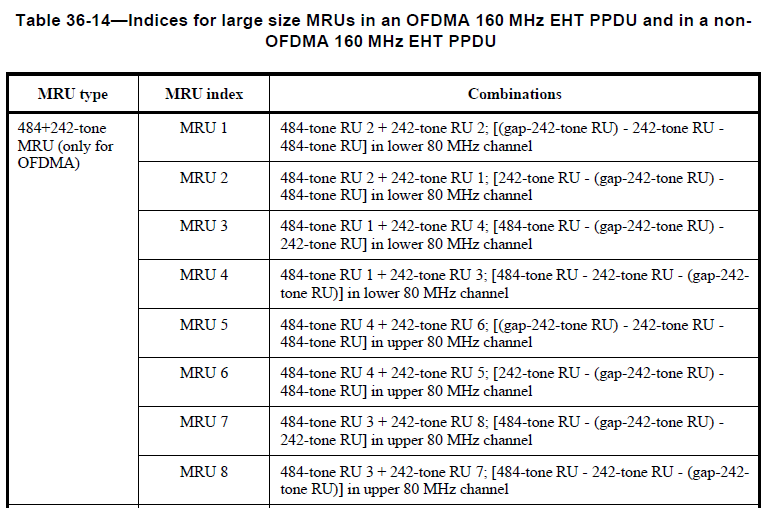 Table 36-14—Indices for large size MRUs in an OFDMA 160 MHz EHT PPDU and in a non-
OFDMA 160 MHz EHT PPDU
MRU type MRU index Combinations
484+242-tone
MRU (only for
OFDMA)
MRU 1
484-tone RU 2 + 242-tone RU 2; [(gap-242-tone RU) - 242-tone RU -
484-tone RU] in lower 80 MHz channel
MRU 2
484-tone RU 2 + 242-tone RU 1; [242-tone RU - (gap-242-tone RU) -
484-tone RU] in lower 80 MHz channel
MRU 3
484-tone RU 1 + 242-tone RU 4; [484-tone RU - (gap-242-tone RU) -
242-tone RU] in lower 80 MHz channel
MRU 4
484-tone RU 1 + 242-tone RU 3; [484-tone RU - 242-tone RU - (gap-242-
tone RU)] in lower 80 MHz channel
MRU 5
484-tone RU 4 + 242-tone RU 6; [(gap-242-tone RU) - 242-tone RU -
484-tone RU] in upper 80 MHz channel
MRU 6
484-tone RU 4 + 242-tone RU 5; [242-tone RU - (gap-242-tone RU) -
484-tone RU] in upper 80 MHz channel
MRU 7
484-tone RU 3 + 242-tone RU 8; [484-tone RU - (gap-242-tone RU) -
242-tone RU] in upper 80 MHz channel
MRU 8
484-tone RU 3 + 242-tone RU 7; [484-tone RU - 242-tone RU - (gap-242-
tone RU)] in upper 80 MHz channel